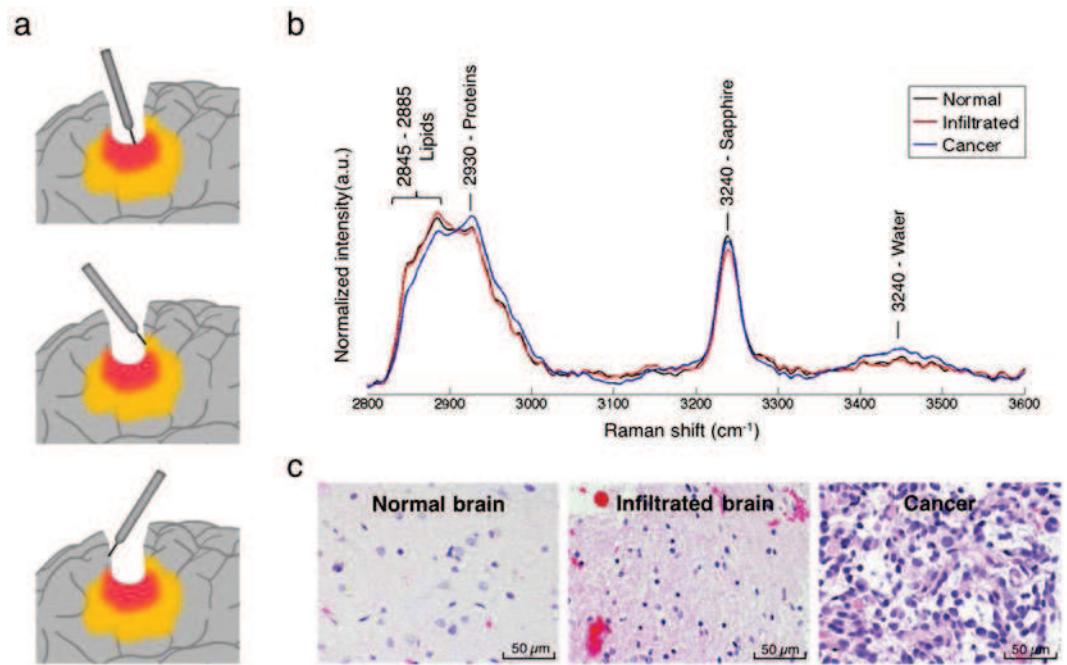 a
b
2845 - 2885
Lipids
2930 - Proteins
3240 - Sapphire
3240 - Water
Normal
Infiltrated
Cancer
Normalized intensity(a.u.)
2800 2900 3000 3100 3200 3300 3400 3500 3600
Raman shift (cm⁻¹)
c
Normal brain
Infiltrated brain
Cancer
50 µm
50 µm
50 µm